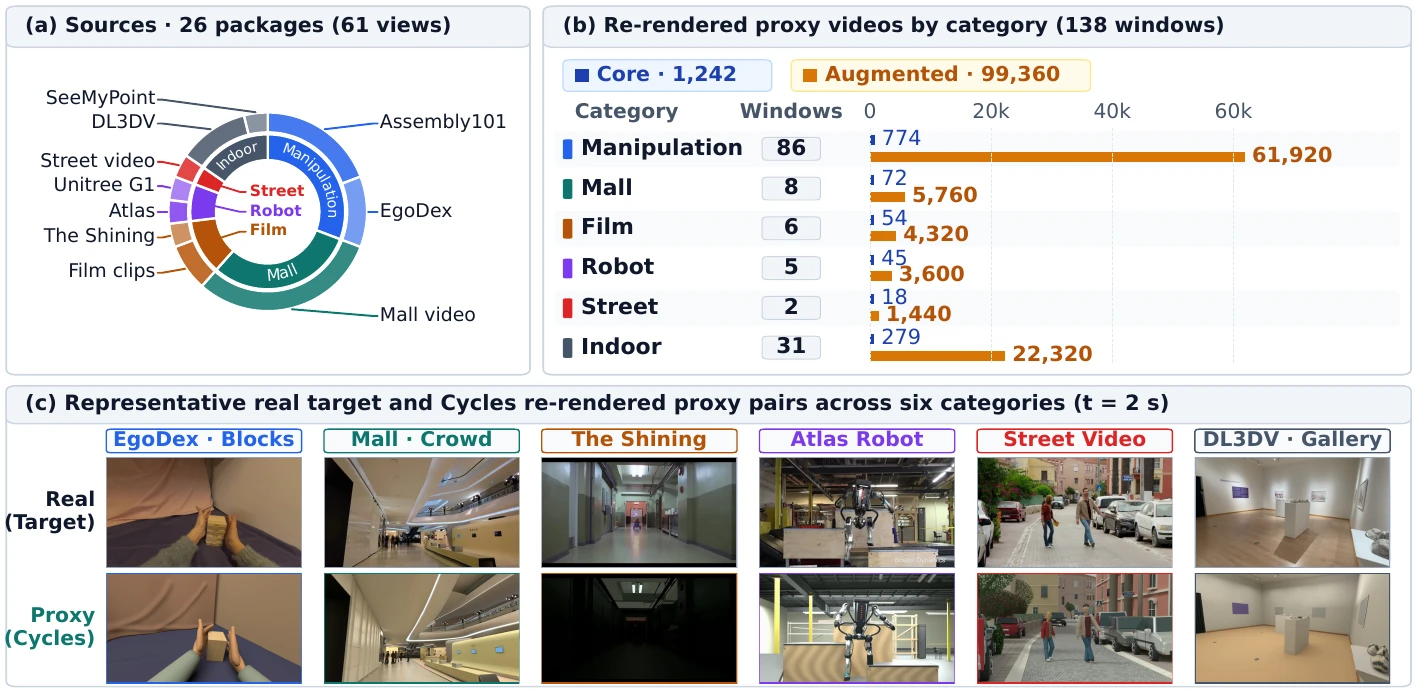 (a) Sources · 26 packages (61 views)
SeeMyPoint
DL3DV
Street video
Unitree G1
Atlas
The Shining
Film clips
Assembly101
EgoDex
Mall video
Indoor
Manipulation
Mall
Street
Robot
Film
(b) Re-rendered proxy videos by category (138 windows)
Core · 1,242
Augmented · 99,360
Category Windows 0 20k 40k 60k
Manipulation 86 774 61,920
Mall 8 72 5,760
Film 6 54 4,320
Robot 5 45 3,600
Street 2 18 1,440
Indoor 31 279 22,320
(c) Representative real target and Cycles re-rendered proxy pairs across six categories (t = 2 s)
EgoDex · Blocks
Mall · Crowd
The Shining
Atlas Robot
Street Video
DL3DV · Gallery
Real
(Target)
Proxy
(Cycles)